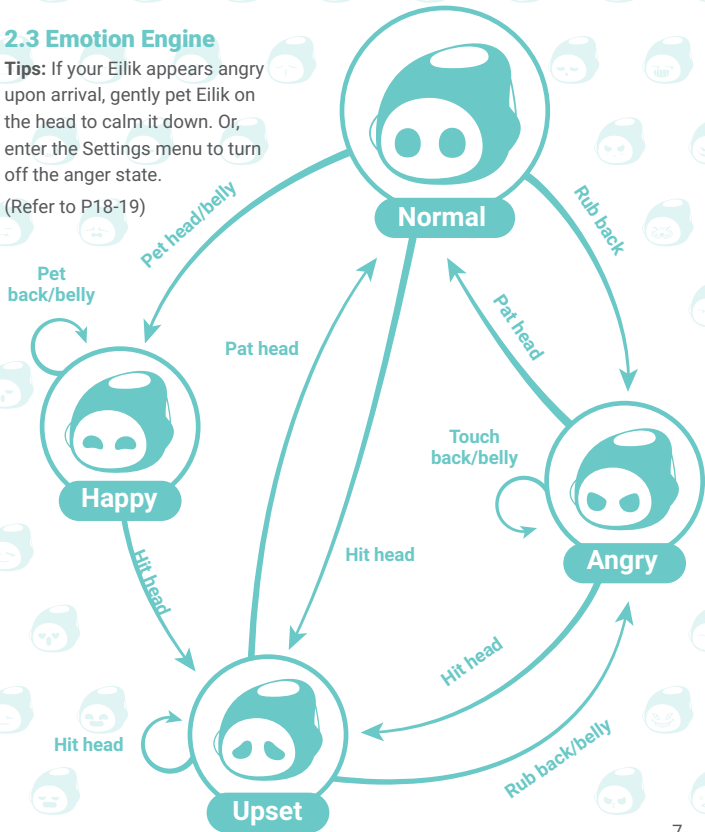 2.3 Emotion Engine
Tips: If your Eilik appears angry
upon arrival, gently pet Eilik on
the head to calm it down. Or,
enter the Settings menu to turn
off the anger state.
(Refer to P18-19)
Normal
Pet head/belly
Rub back
Pet
back/belly
Pat head
Pat head
Touch
back/belly
Happy
Hit head
Hit head
Angry
Hit head
Hit head
Rub back/belly
Upset
7